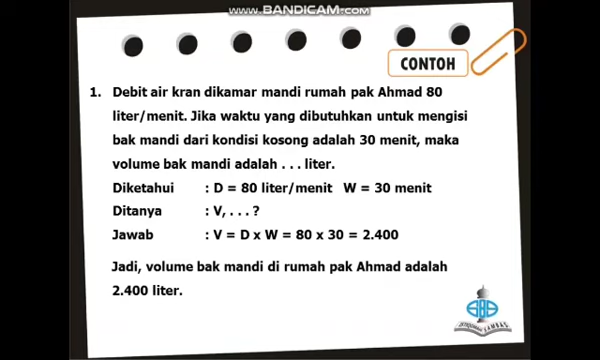 www.BANDICAM.com
CONTOH
1. Debit air kran dikamar mandi rumah pak Ahmad 80
liter/menit. Jika waktu yang dibutuhkan untuk mengisi
bak mandi dari kondisi kosong adalah 30 menit, maka
volume bak mandi adalah . . . liter.
Diketahui : D = 80 liter/menit W = 30 menit
Ditanya : V, . . . ?
Jawab : V = D x W = 80 x 30 = 2.400
Jadi, volume bak mandi di rumah pak Ahmad adalah
2.400 liter.